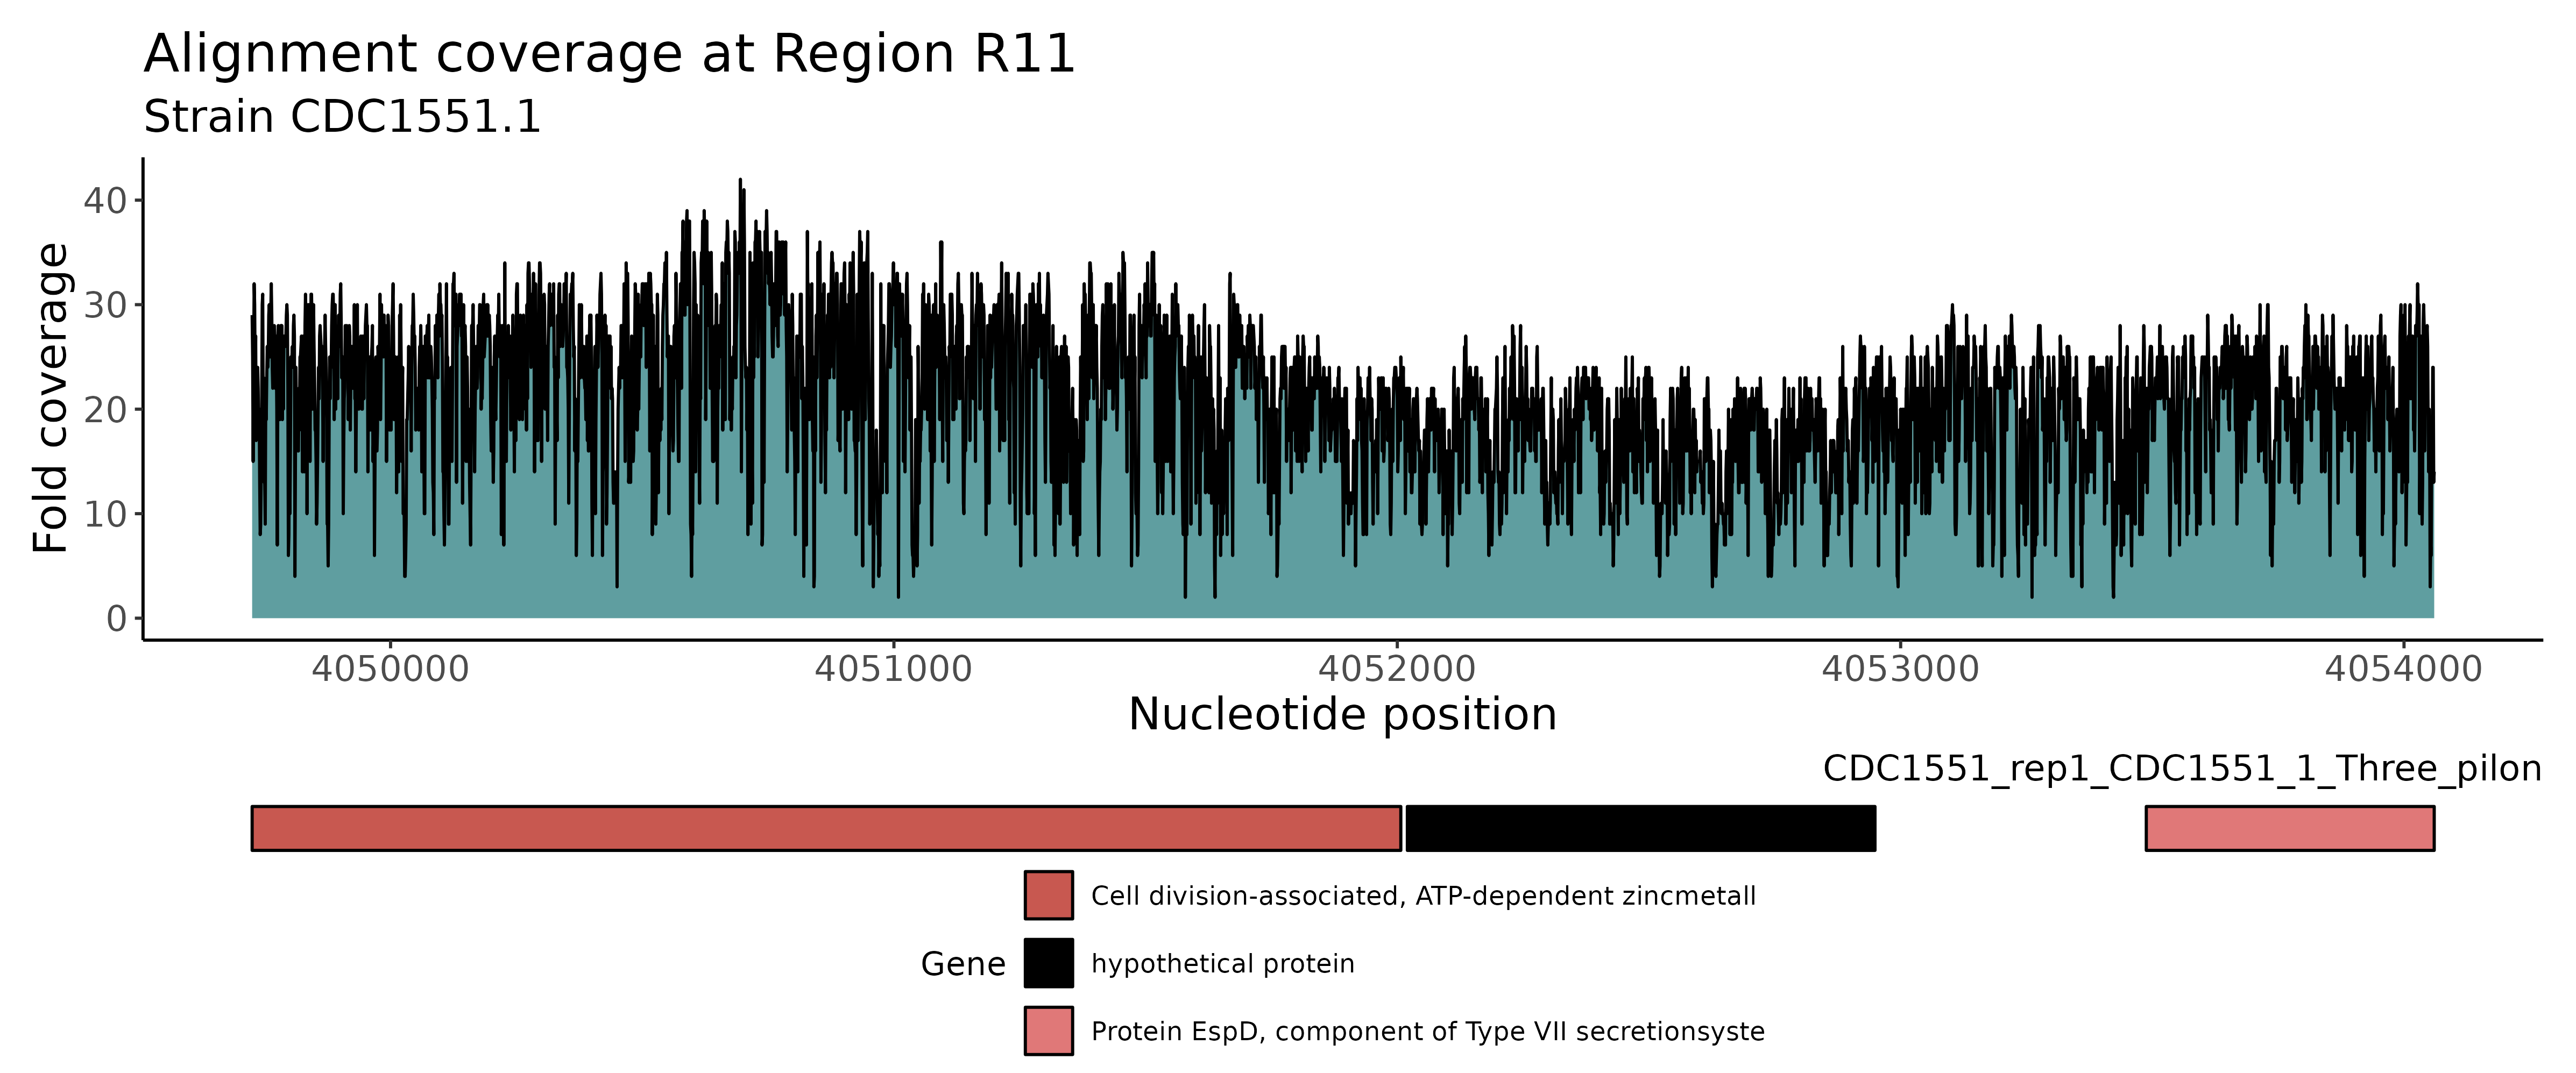 Alignment coverage at Region R11
Strain CDC1551.1
Fold coverage
40
30
20
10
0
4050000 4051000 4052000 4053000 4054000
Nucleotide position
CDC1551_rep1_CDC1551_1_Three_pilon
Gene
Cell division-associated, ATP-dependent zincmetall
hypothetical protein
Protein EspD, component of Type VII secretionsyste